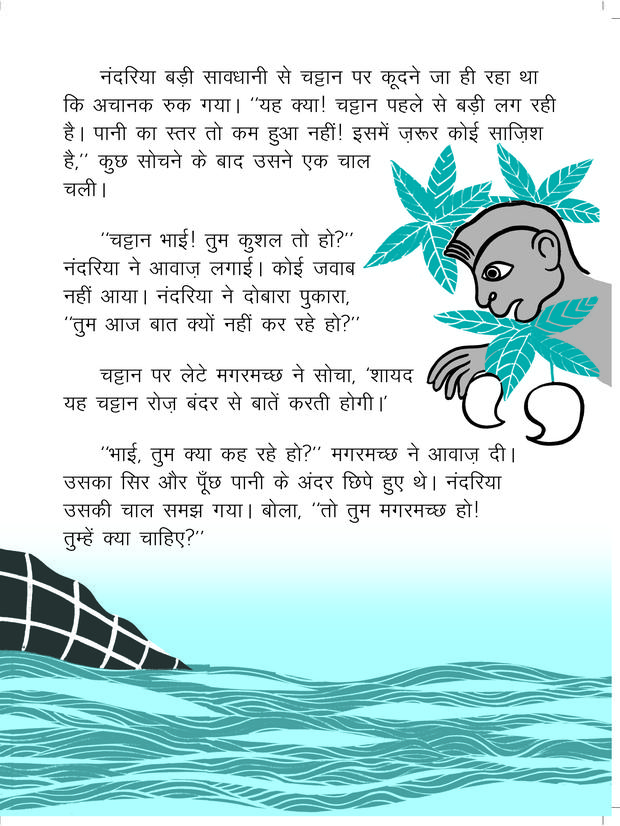 नंदरिया बड़ी सावधानी से चट्टान पर कूदने जा ही रहा था
कि अचानक रुक गया। “यह क्या! चट्टान पहले से बड़ी लग रही
है। पानी का स्तर तो कम हुआ नहीं! इसमें ज़रूर कोई साज़िश
है,” कुछ सोचने के बाद उसने एक चाल
चली।
“चट्टान भाई! तुम कुशल तो हो?”
नंदरिया ने आवाज़ लगाई। कोई जवाब
नहीं आया। नंदरिया ने दोबारा पुकारा,
“तुम आज बात क्यों नहीं कर रहे हो?”
चट्टान पर लेटे मगरमच्छ ने सोचा, ‘शायद
यह चट्टान रोज़ बंदर से बातें करती होगी।’
“भाई, तुम क्या कह रहे हो?” मगरमच्छ ने आवाज़ दी।
उसका सिर और पूँछ पानी के अंदर छिपे हुए थे। नंदरिया
उसकी चाल समझ गया। बोला, “तो तुम मगरमच्छ हो!
तुम्हें क्या चाहिए?”